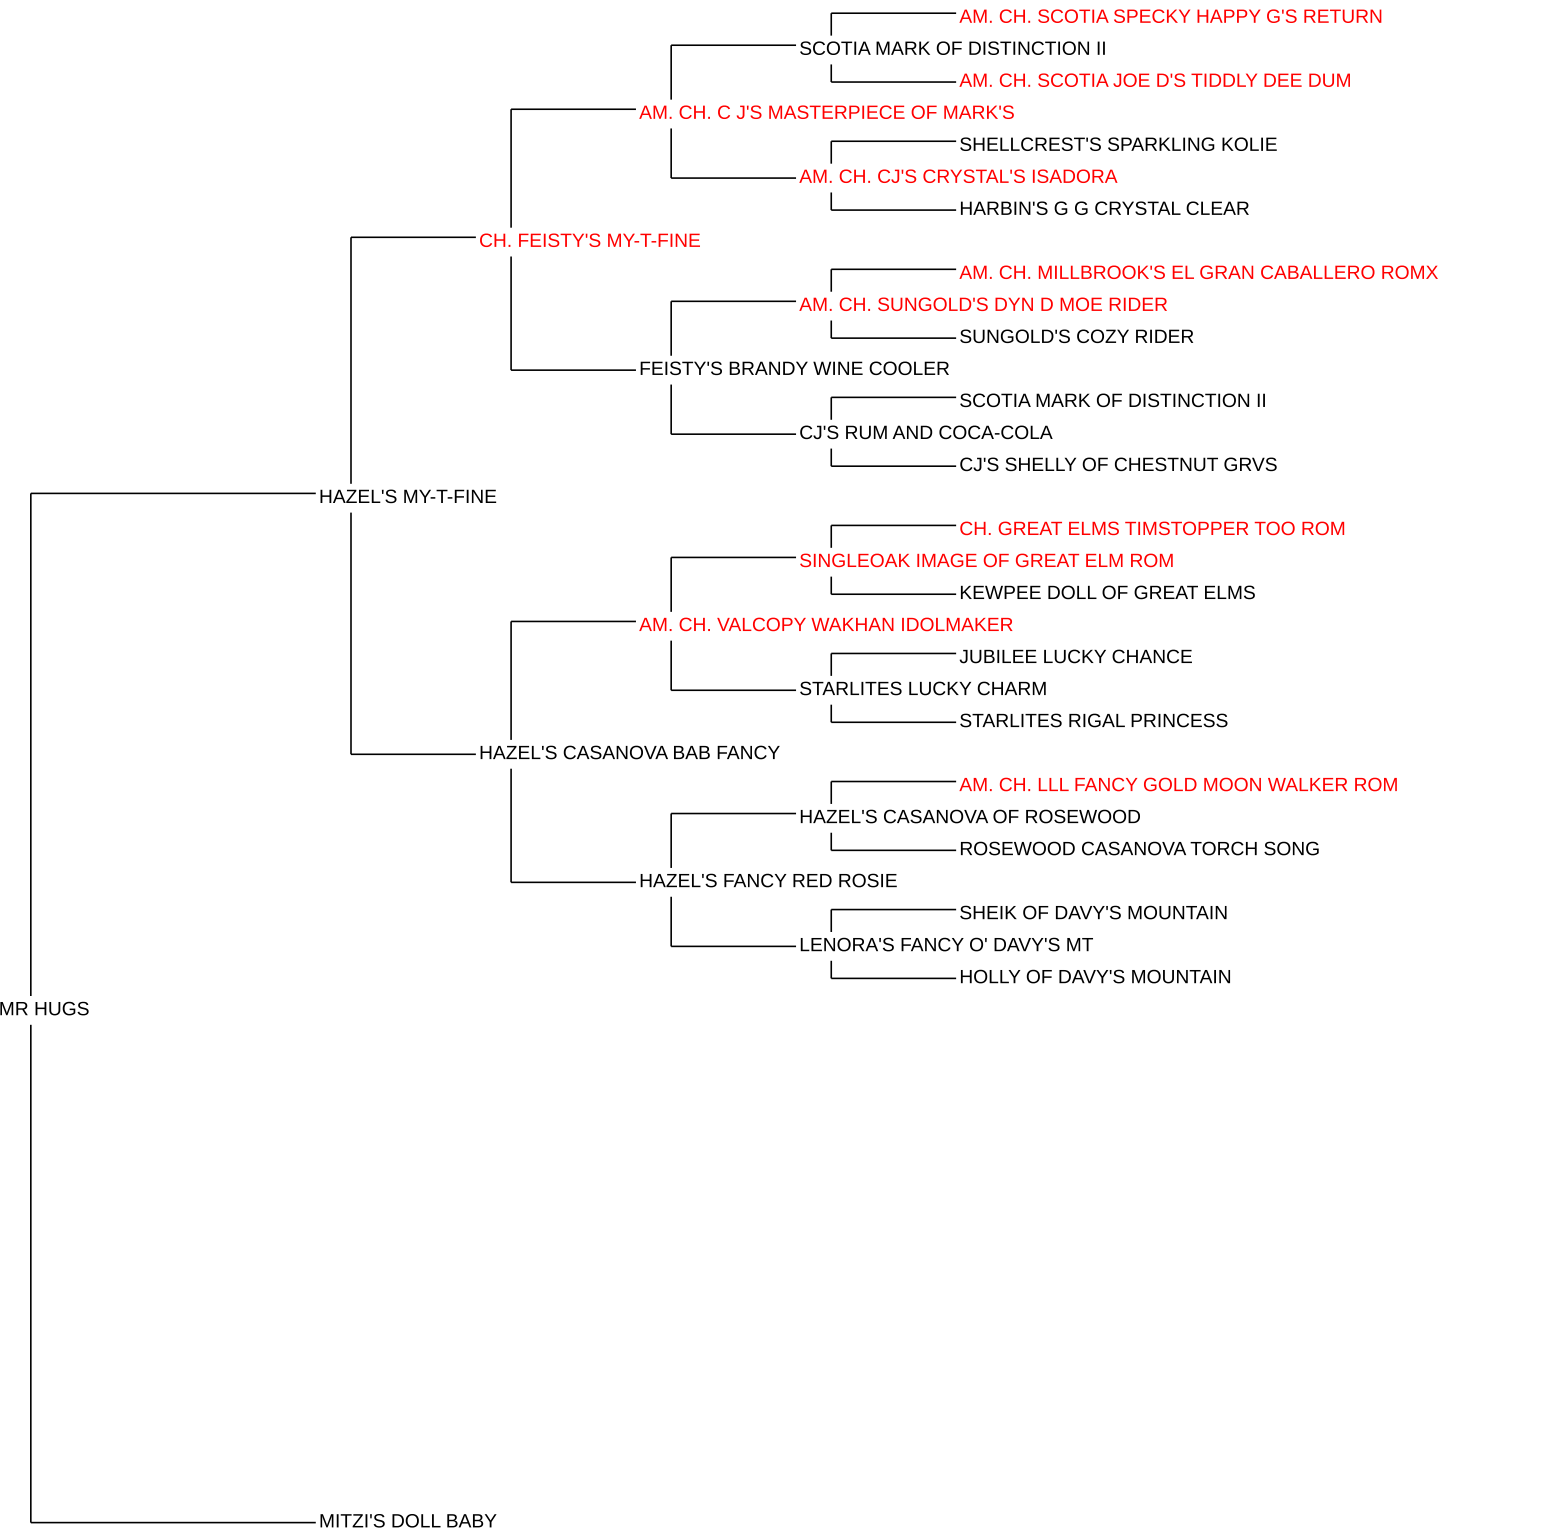 AM. CH. SCOTIA SPECKY HAPPY G'S RETURN
SCOTIA MARK OF DISTINCTION II
AM. CH. SCOTIA JOE D'S TIDDLY DEE DUM
AM. CH. C J'S MASTERPIECE OF MARK'S
SHELLCREST'S SPARKLING KOLIE
AM. CH. CJ'S CRYSTAL'S ISADORA
HARBIN'S G G CRYSTAL CLEAR
CH. FEISTY'S MY-T-FINE
AM. CH. MILLBROOK'S EL GRAN CABALLERO ROMX
AM. CH. SUNGOLD'S DYN D MOE RIDER
SUNGOLD'S COZY RIDER
FEISTY'S BRANDY WINE COOLER
SCOTIA MARK OF DISTINCTION II
CJ'S RUM AND COCA-COLA
CJ'S SHELLY OF CHESTNUT GRVS
HAZEL'S MY-T-FINE
CH. GREAT ELMS TIMSTOPPER TOO ROM
SINGLEOAK IMAGE OF GREAT ELM ROM
KEWPEE DOLL OF GREAT ELMS
AM. CH. VALCOPY WAKHAN IDOLMAKER
JUBILEE LUCKY CHANCE
STARLITES LUCKY CHARM
STARLITES RIGAL PRINCESS
HAZEL'S CASANOVA BAB FANCY
AM. CH. LLL FANCY GOLD MOON WALKER ROM
HAZEL'S CASANOVA OF ROSEWOOD
ROSEWOOD CASANOVA TORCH SONG
HAZEL'S FANCY RED ROSIE
SHEIK OF DAVY'S MOUNTAIN
LENORA'S FANCY O' DAVY'S MT
HOLLY OF DAVY'S MOUNTAIN
MR HUGS
MITZI'S DOLL BABY